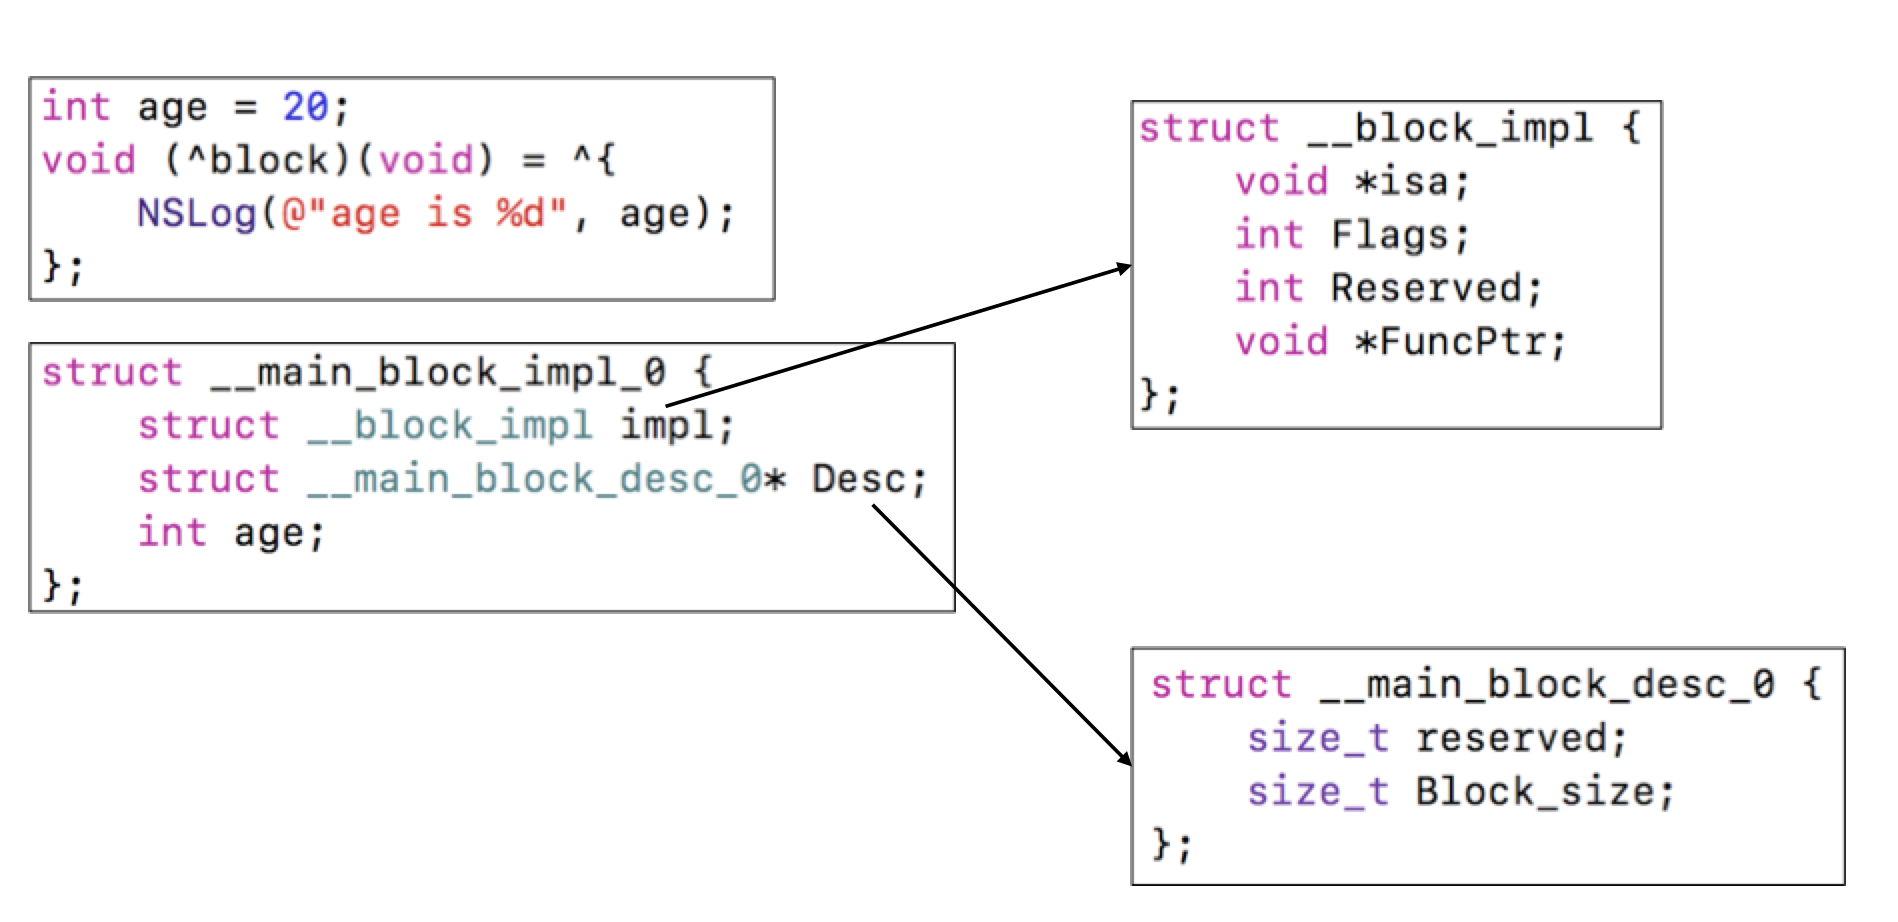 int age = 20;
void (^block)(void) = ^{
    NSLog(@"age is %d", age);
};
struct __main_block_impl_0 {
    struct __block_impl impl;
    struct __main_block_desc_0* Desc;
    int age;
};
struct __block_impl {
    void *isa;
    int Flags;
    int Reserved;
    void *FuncPtr;
};
struct __main_block_desc_0 {
    size_t reserved;
    size_t Block_size;
};